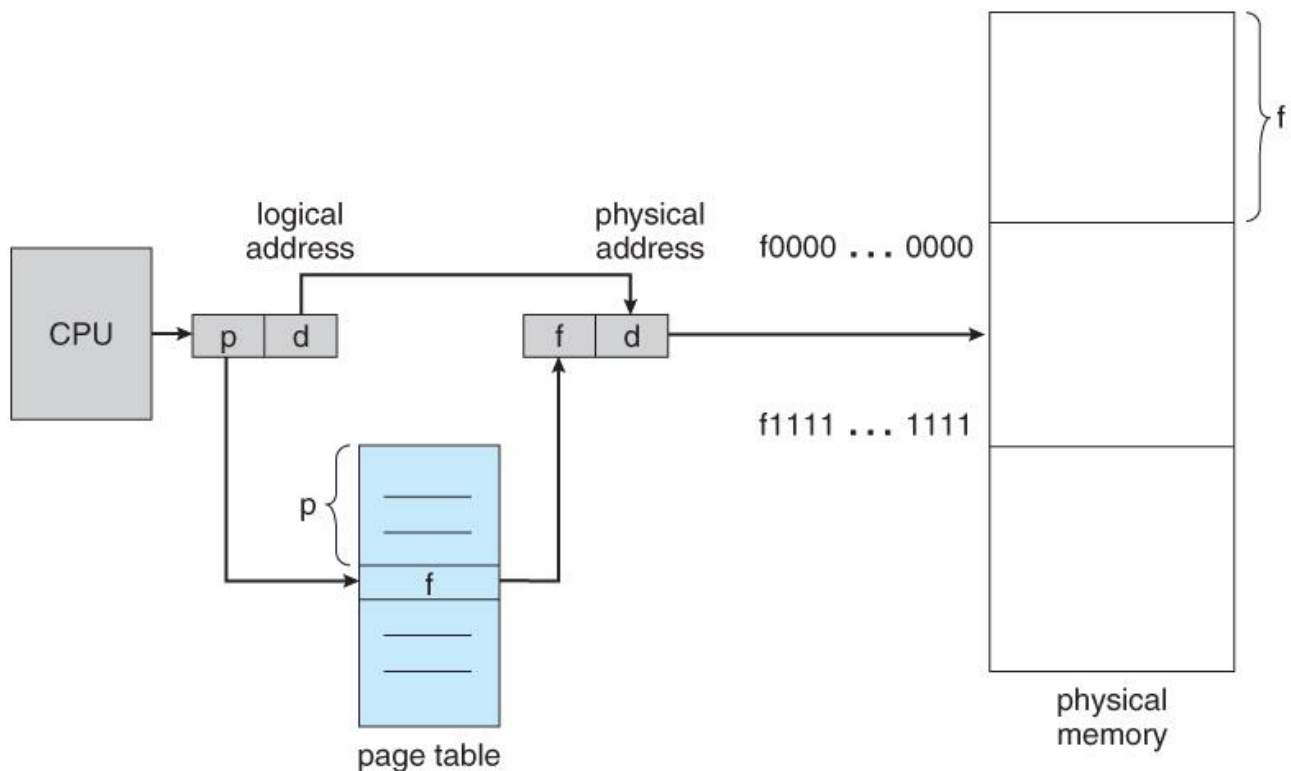 f
logical
address
physical
address
f0000 ... 0000
CPU
p d
f d
f1111 ... 1111
p
f
physical
memory
page table